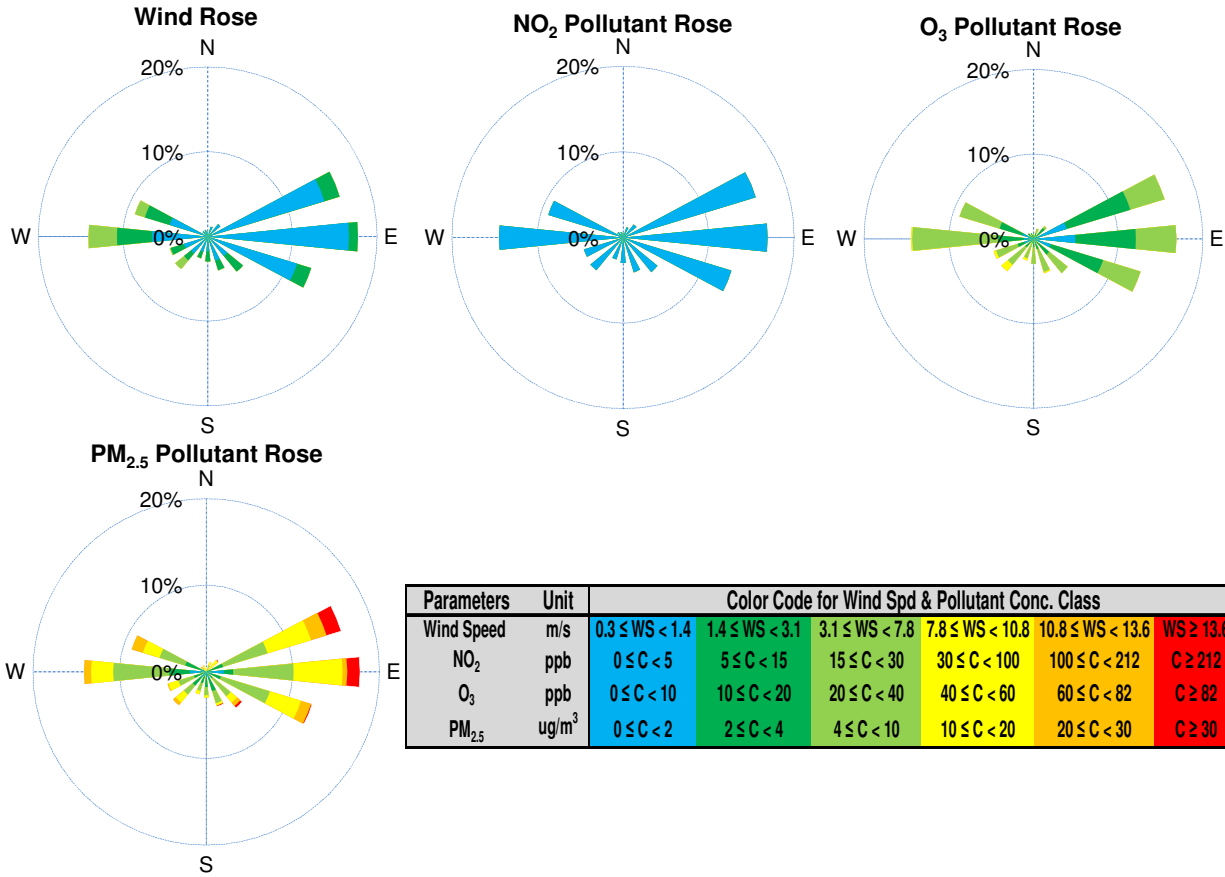 Wind Rose
N
20%
10%
0%
W
E
S
NO2 Pollutant Rose
N
20%
10%
0%
W
E
S
O3 Pollutant Rose
N
20%
10%
0%
W
E
S
PM2.5 Pollutant Rose
N
20%
10%
0%
W
E
S
Parameters Unit Color Code for Wind Spd & Pollutant Conc. Class
Wind Speed m/s 0.3 ≤ WS < 1.4 1.4 ≤ WS < 3.1 3.1 ≤ WS < 7.8 7.8 ≤ WS < 10.8 10.8 ≤ WS < 13.6 WS ≥ 13.6
NO2 ppb 0 ≤ C < 5 5 ≤ C < 15 15 ≤ C < 30 30 ≤ C < 100 100 ≤ C < 212 C ≥ 212
O3 ppb 0 ≤ C < 10 10 ≤ C < 20 20 ≤ C < 40 40 ≤ C < 60 60 ≤ C < 82 C ≥ 82
PM2.5 ug/m3 0 ≤ C < 2 2 ≤ C < 4 4 ≤ C < 10 10 ≤ C < 20 20 ≤ C < 30 C ≥ 30